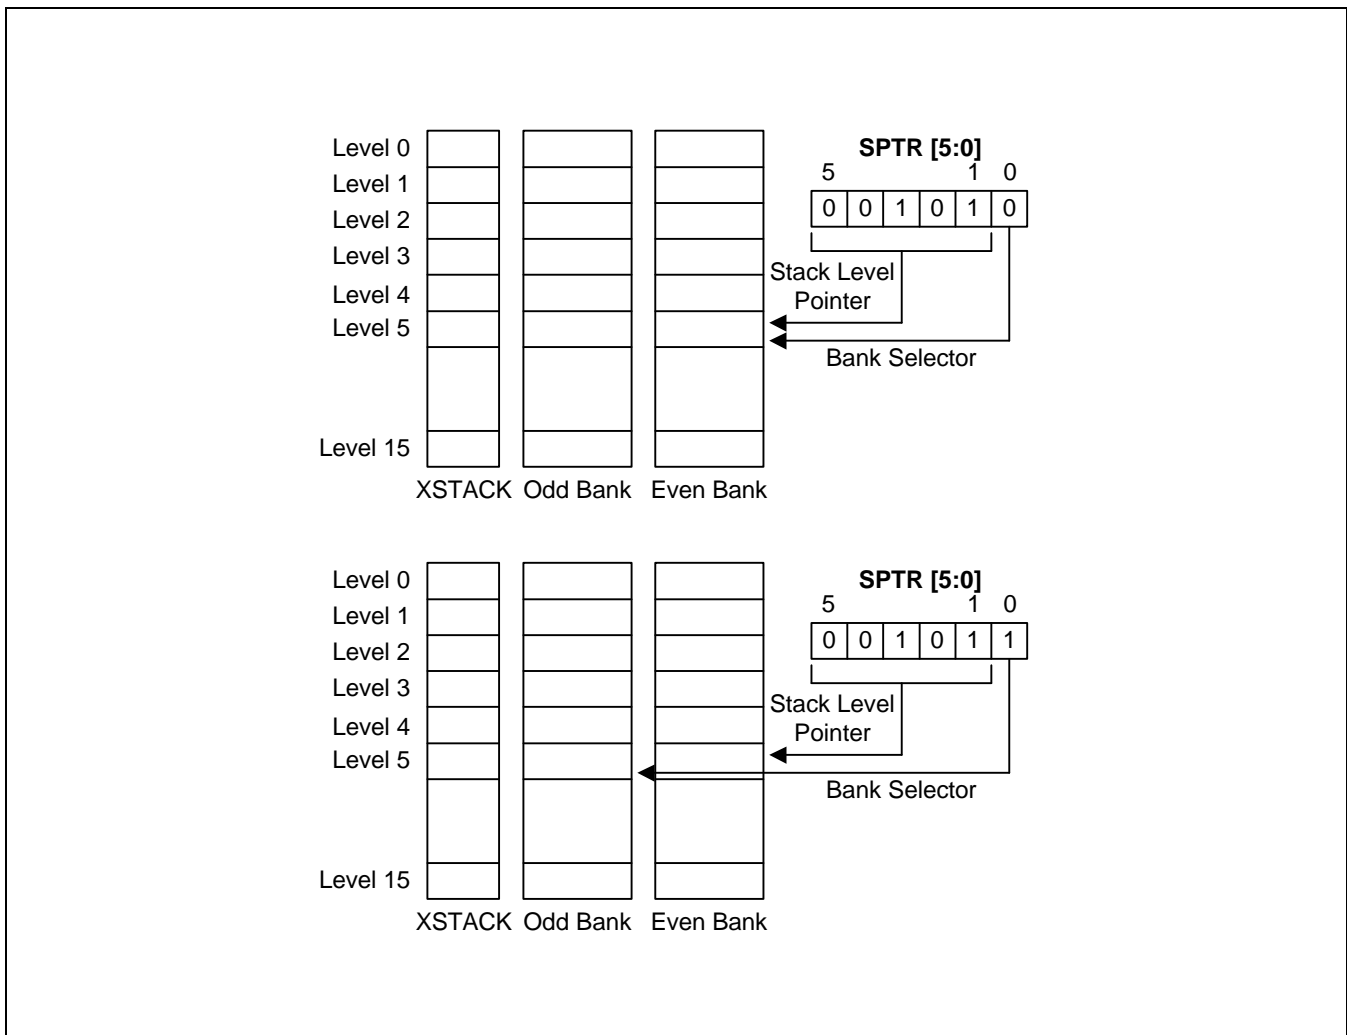 Level 0
Level 1
Level 2
Level 3
Level 4
Level 5
Level 15
XSTACK Odd Bank Even Bank
SPTR [5:0]
5 1 0
0 0 1 0 1 0
Stack Level
Pointer
Bank Selector
Level 0
Level 1
Level 2
Level 3
Level 4
Level 5
Level 15
XSTACK Odd Bank Even Bank
SPTR [5:0]
5 1 0
0 0 1 0 1 1
Stack Level
Pointer
Bank Selector